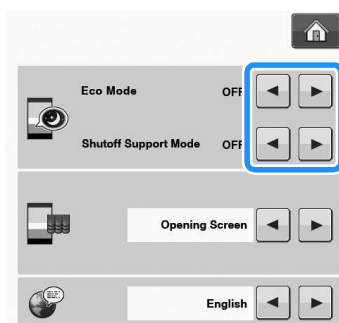 Eco Mode OFF
Shutoff Support Mode OFF
Opening Screen
English